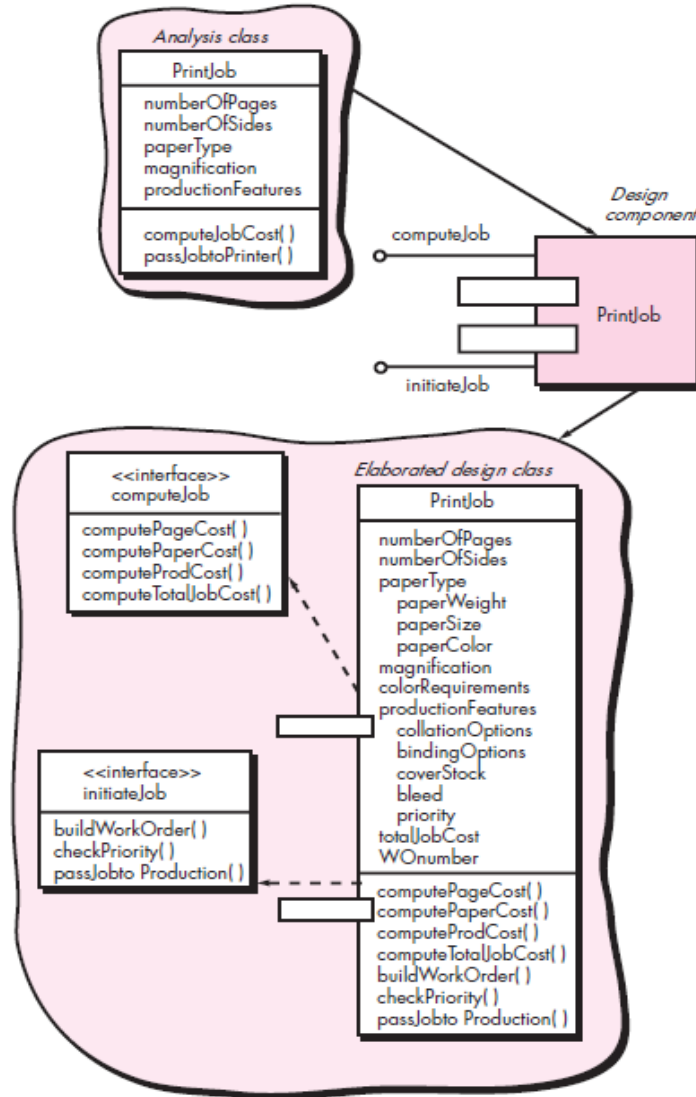 Analysis class
PrintJob
numberOfPages
numberOfSides
paperType
magnification
productionFeatures
computeJobCost( )
passJobtoPrinter( )
Design
component
computeJob
PrintJob
initiateJob
<<interface>>
computeJob
computePageCost( )
computePaperCost( )
computeProdCost( )
computeTotalJobCost( )
<<interface>>
initiateJob
buildWorkOrder( )
checkPriority( )
passJobto Production( )
Elaborated design class
PrintJob
numberOfPages
numberOfSides
paperType
paperWeight
paperSize
paperColor
magnification
colorRequirements
productionFeatures
collationOptions
bindingOptions
coverStock
bleed
priority
totalJobCost
WOnumber
computePageCost( )
computePaperCost( )
computeProdCost( )
computeTotalJobCost( )
buildWorkOrder( )
checkPriority( )
passJobto Production( )